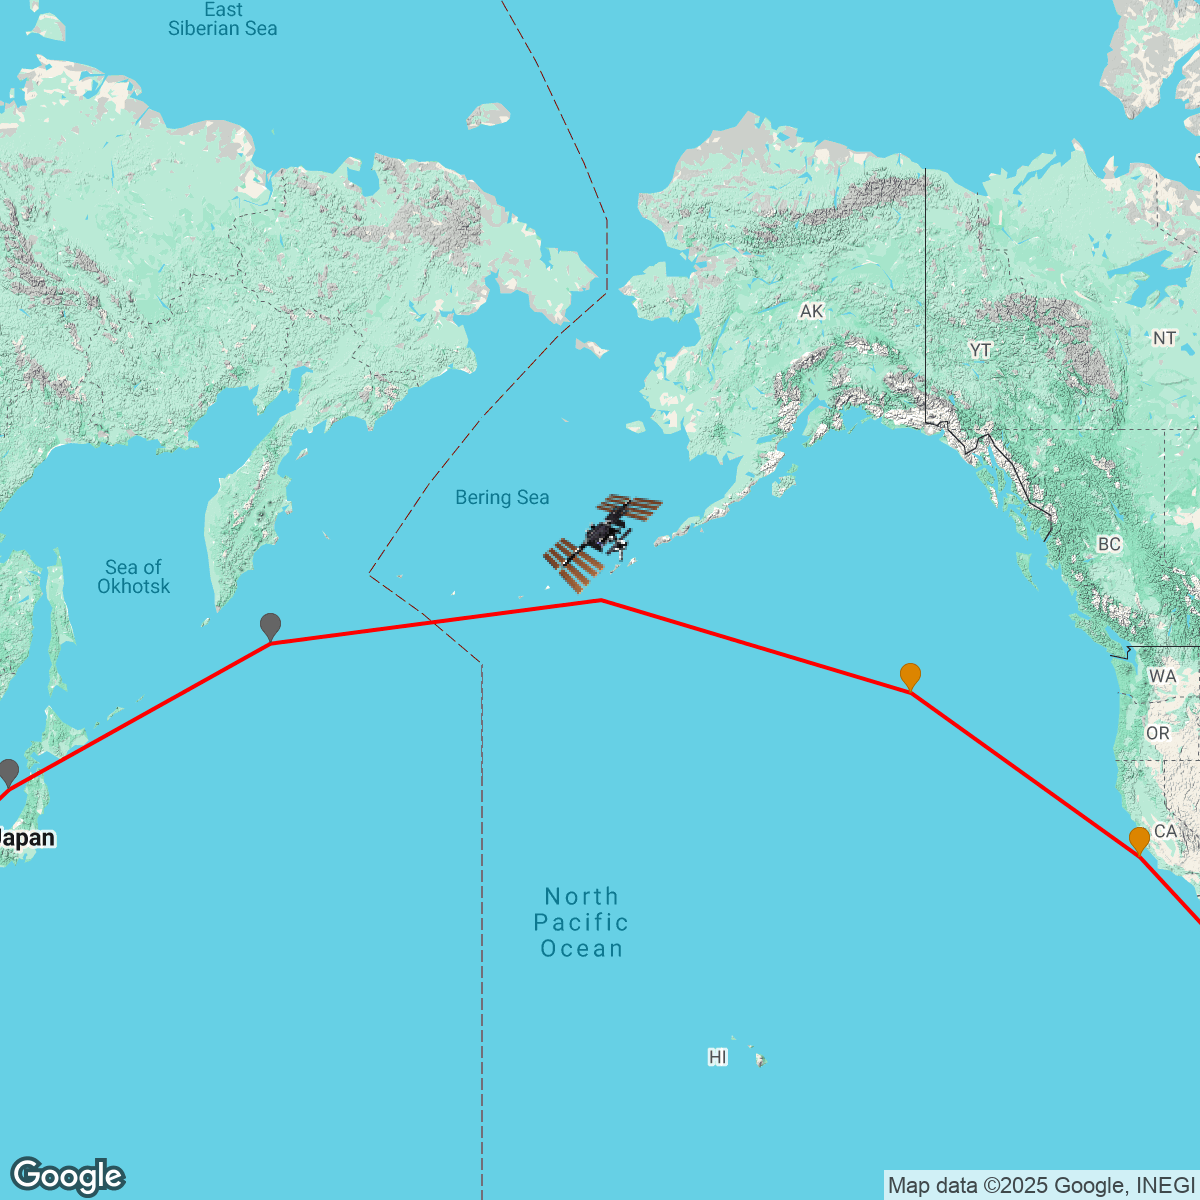 East
Siberian Sea
AK
NT
YT
Bering Sea
BC
Sea of
Okhotsk
WA
OR
CA
Japan
North
Pacific
Ocean
HI
Google
Map data ©2025 Google, INEGI